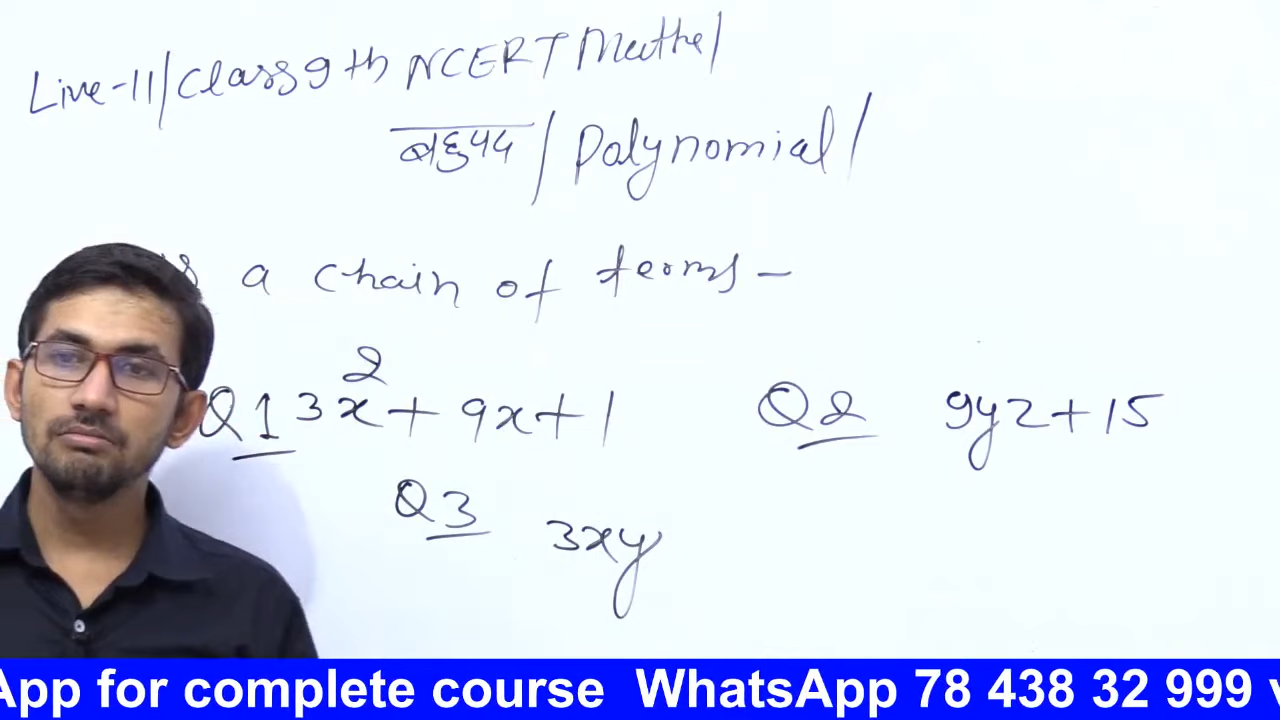 Live-11/Class 9th NCERT Maths/
बहुपद/Polynomial/
a chain of terms-
Q1 3x²+9x+1 Q2 9yz+15
Q3 3xy
App for complete course WhatsApp 78 438 32 999